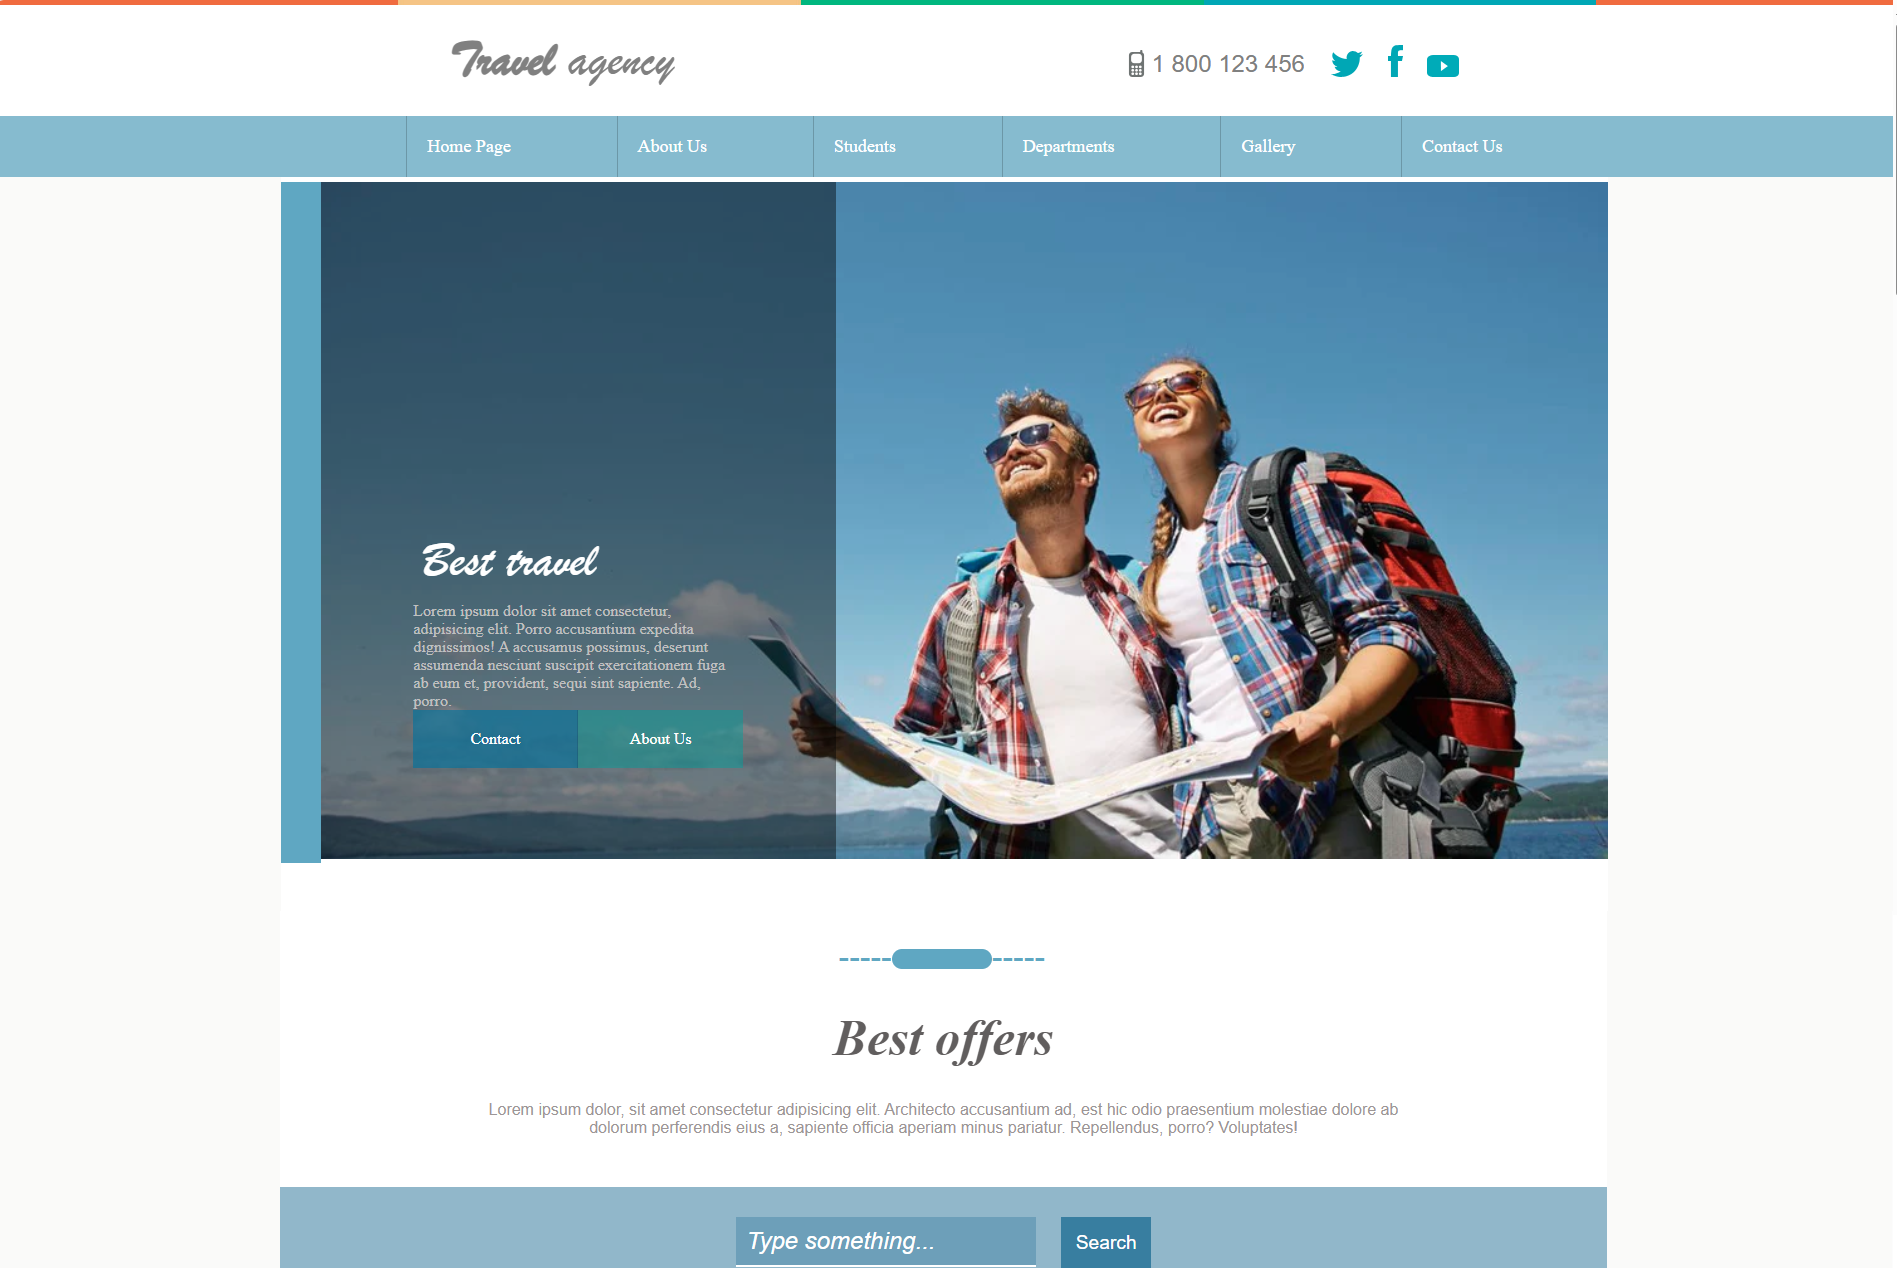 Travel agency
1 800 123 456
Home Page
About Us
Students
Departments
Gallery
Contact Us
Best travel
Lorem ipsum dolor sit amet consectetur,
adipisicing elit. Porro accusantium expedita
dignissimos! A accusamus possimus, deserunt
assumenda nesciunt suscipit exercitationem fuga
ab eum et, provident, sequi sint sapiente. Ad,
porro.
Contact
About Us
Best offers
Lorem ipsum dolor, sit amet consectetur adipisicing elit. Architecto accusantium ad, est hic odio praesentium molestiae dolore ab
dolorum perferendis eius a, sapiente officia aperiam minus pariatur. Repellendus, porro? Voluptates!
Type something...
Search